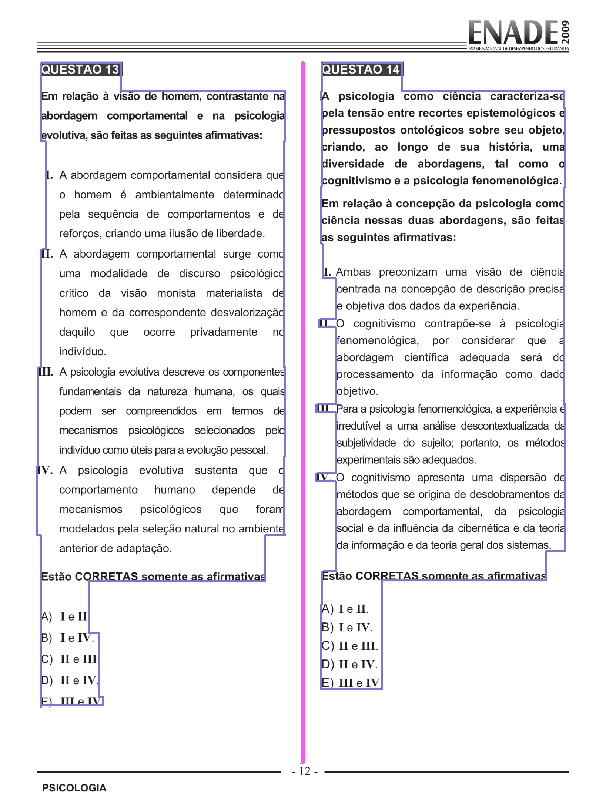 ENADE 2009
EXAME NACIONAL DE DESEMPENHO DOS ESTUDANTES
QUESTÃO 13
Em relação à visão de homem, contrastante na
abordagem comportamental e na psicologia
evolutiva, são feitas as seguintes afirmativas:
I. A abordagem comportamental considera que
o homem é ambientalmente determinado
pela sequência de comportamentos e de
reforços, criando uma ilusão de liberdade.
II. A abordagem comportamental surge como
uma modalidade de discurso psicológico
crítico da visão monista materialista de
homem e da correspondente desvalorização
daquilo que ocorre privadamente no
indivíduo.
III. A psicologia evolutiva descreve os componentes
fundamentais da natureza humana, os quais
podem ser compreendidos em termos de
mecanismos psicológicos selecionados pelo
indivíduo como úteis para a evolução pessoal.
IV. A psicologia evolutiva sustenta que o
comportamento humano depende de
mecanismos psicológicos que foram
modelados pela seleção natural no ambiente
anterior de adaptação.
Estão CORRETAS somente as afirmativas
A) I e II.
B) I e IV.
C) II e III.
D) II e IV.
E) III e IV.
QUESTÃO 14
A psicologia como ciência caracteriza-se
pela tensão entre recortes epistemológicos e
pressupostos ontológicos sobre seu objeto,
criando, ao longo de sua história, uma
diversidade de abordagens, tal como o
cognitivismo e a psicologia fenomenológica.
Em relação à concepção da psicologia como
ciência nessas duas abordagens, são feitas
as seguintes afirmativas:
I. Ambas preconizam uma visão de ciência
centrada na concepção de descrição precisa
e objetiva dos dados da experiência.
II. O cognitivismo contrapõe-se à psicologia
fenomenológica, por considerar que a
abordagem científica adequada será do
processamento da informação como dado
objetivo.
III. Para a psicologia fenomenológica, a experiência é
irredutível a uma análise descontextualizada da
subjetividade do sujeito; portanto, os métodos
experimentais são adequados.
IV. O cognitivismo apresenta uma dispersão de
métodos que se origina de desdobramentos da
abordagem comportamental, da psicologia
social e da influência da cibernética e da teoria
da informação e da teoria geral dos sistemas.
Estão CORRETAS somente as afirmativas
A) I e II.
B) I e IV.
C) II e III.
D) II e IV.
E) III e IV
- 12 -
PSICOLOGIA